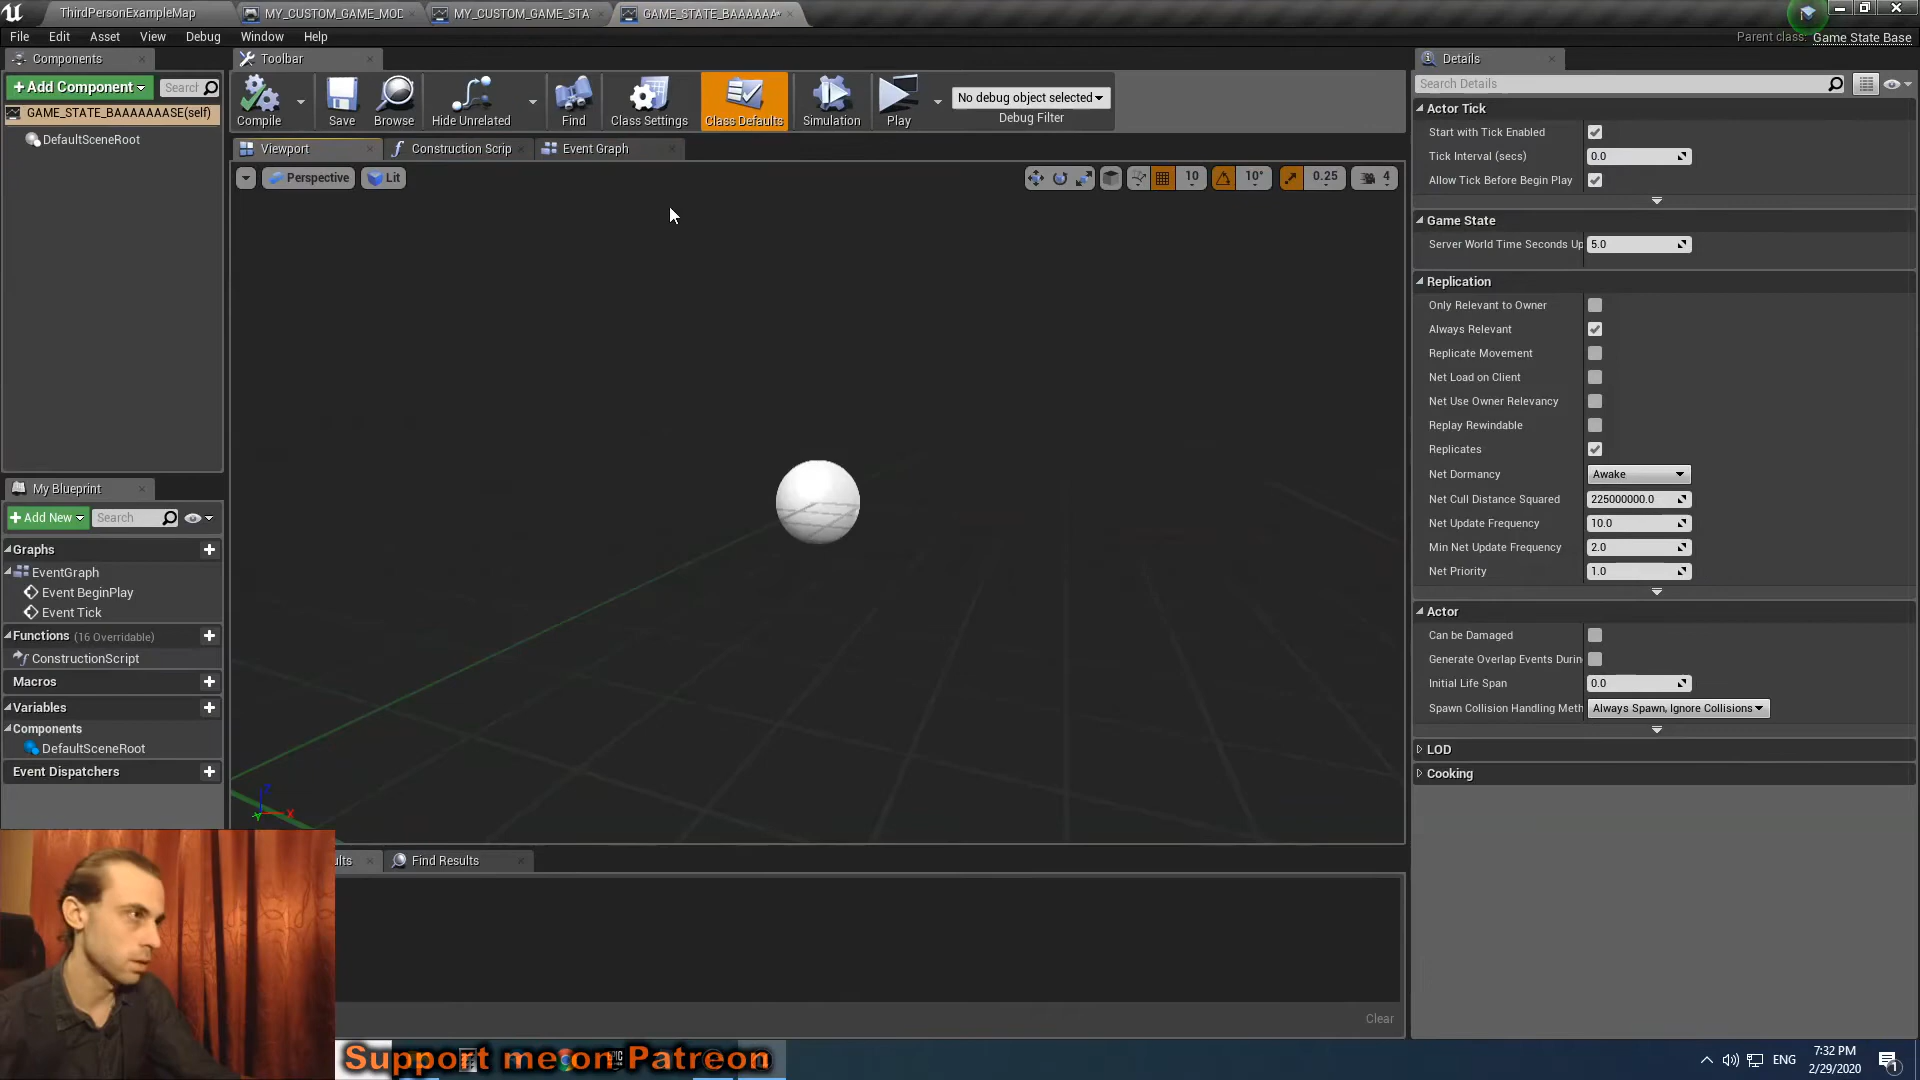 ThirdPersonExampleMap
MY_CUSTOM_GAME_MOD
MY_CUSTOM_GAME_STA
GAME_STATE_BAAAAAA*
File Edit Asset View Debug Window Help
Parent class: Game State Base
Components
Toolbar
Details
+Add Component
Search
Compile
Save
Browse
Hide Unrelated
Find
Class Settings
Class Defaults
Simulation
Play
No debug object selected
Debug Filter
Search Details
GAME_STATE_BAAAAAAASE(self)
DefaultSceneRoot
Viewport
Construction Scrip
Event Graph
Perspective
Lit
10
10°
0.25
4
Actor Tick
Start with Tick Enabled
Tick Interval (secs) 0.0
Allow Tick Before Begin Play
Game State
Server World Time Seconds Up 5.0
Replication
Only Relevant to Owner
Always Relevant
Replicate Movement
Net Load on Client
Net Use Owner Relevancy
Replay Rewindable
Replicates
Net Dormancy Awake
Net Cull Distance Squared 225000000.0
Net Update Frequency 10.0
Min Net Update Frequency 2.0
Net Priority 1.0
Actor
Can be Damaged
Generate Overlap Events Durin
Initial Life Span 0.0
Spawn Collision Handling Meth Always Spawn, Ignore Collisions
LOD
Cooking
My Blueprint
+Add New
Search
Graphs
EventGraph
Event BeginPlay
Event Tick
Functions (16 Overridable)
ConstructionScript
Macros
Variables
Components
DefaultSceneRoot
Event Dispatchers
Z
X
Y
ults
Find Results
Clear
Support me on Patreon
ENG
7:32 PM
2/29/2020
1